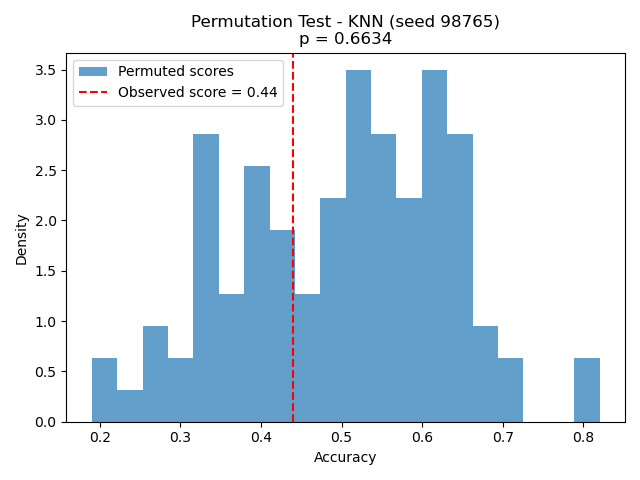 Permutation Test - KNN (seed 98765)
p = 0.6634
Permuted scores
Observed score = 0.44
Density
3.5
3.0
2.5
2.0
1.5
1.0
0.5
0.0
0.2 0.3 0.4 0.5 0.6 0.7 0.8
Accuracy